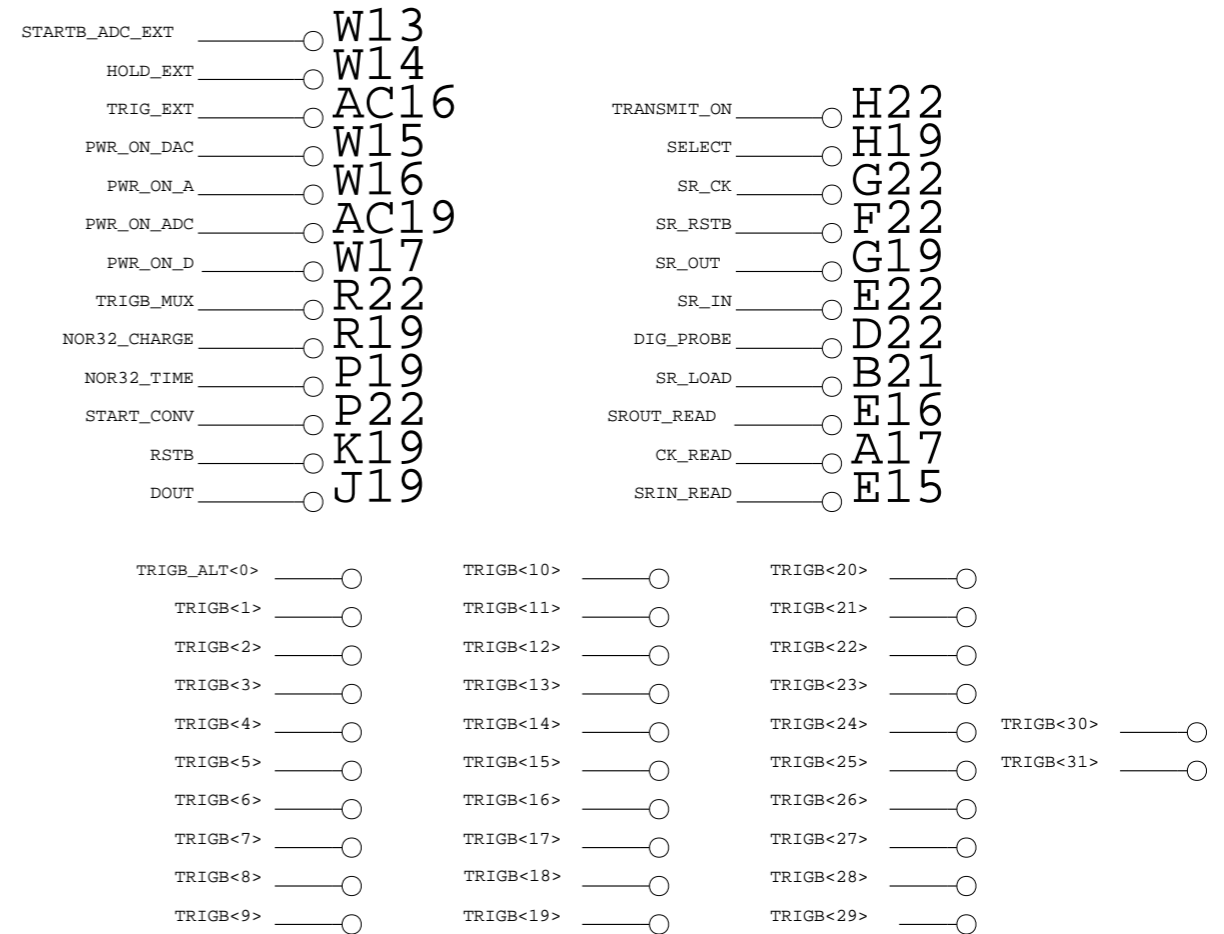 STARTB_ADC_EXT W13
HOLD_EXT W14
TRIG_EXT AC16
PWR_ON_DAC W15
PWR_ON_A W16
PWR_ON_ADC AC19
PWR_ON_D W17
TRIGB_MUX R22
NOR32_CHARGE R19
NOR32_TIME P19
START_CONV P22
RSTB K19
DOUT J19
TRANSMIT_ON H22
SELECT H19
SR_CK G22
SR_RSTB F22
SR_OUT G19
SR_IN E22
DIG_PROBE D22
SR_LOAD B21
SROUT_READ E16
CK_READ A17
SRIN_READ E15
TRIGB_ALT<0>
TRIGB<1>
TRIGB<2>
TRIGB<3>
TRIGB<4>
TRIGB<5>
TRIGB<6>
TRIGB<7>
TRIGB<8>
TRIGB<9>
TRIGB<10>
TRIGB<11>
TRIGB<12>
TRIGB<13>
TRIGB<14>
TRIGB<15>
TRIGB<16>
TRIGB<17>
TRIGB<18>
TRIGB<19>
TRIGB<20>
TRIGB<21>
TRIGB<22>
TRIGB<23>
TRIGB<24>
TRIGB<25>
TRIGB<26>
TRIGB<27>
TRIGB<28>
TRIGB<29>
TRIGB<30>
TRIGB<31>